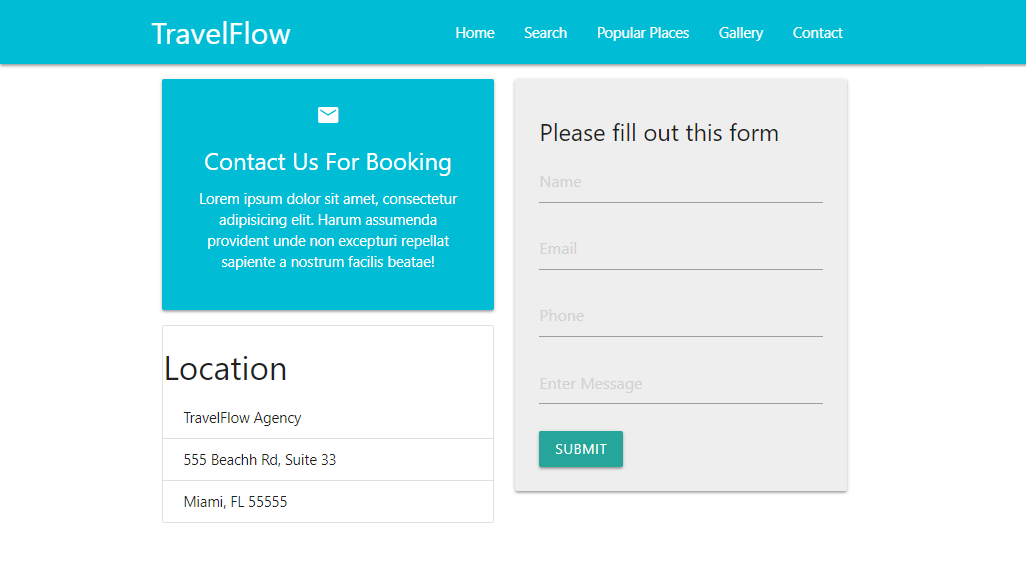 TravelFlow
Home Search Popular Places Gallery Contact
Contact Us For Booking
Lorem ipsum dolor sit amet, consectetur
adipisicing elit. Harum assumenda
provident unde non excepturi repellat
sapiente a nostrum facilis beatae!
Location
TravelFlow Agency
555 Beachh Rd, Suite 33
Miami, FL 55555
Please fill out this form
Name
Email
Phone
Enter Message
SUBMIT